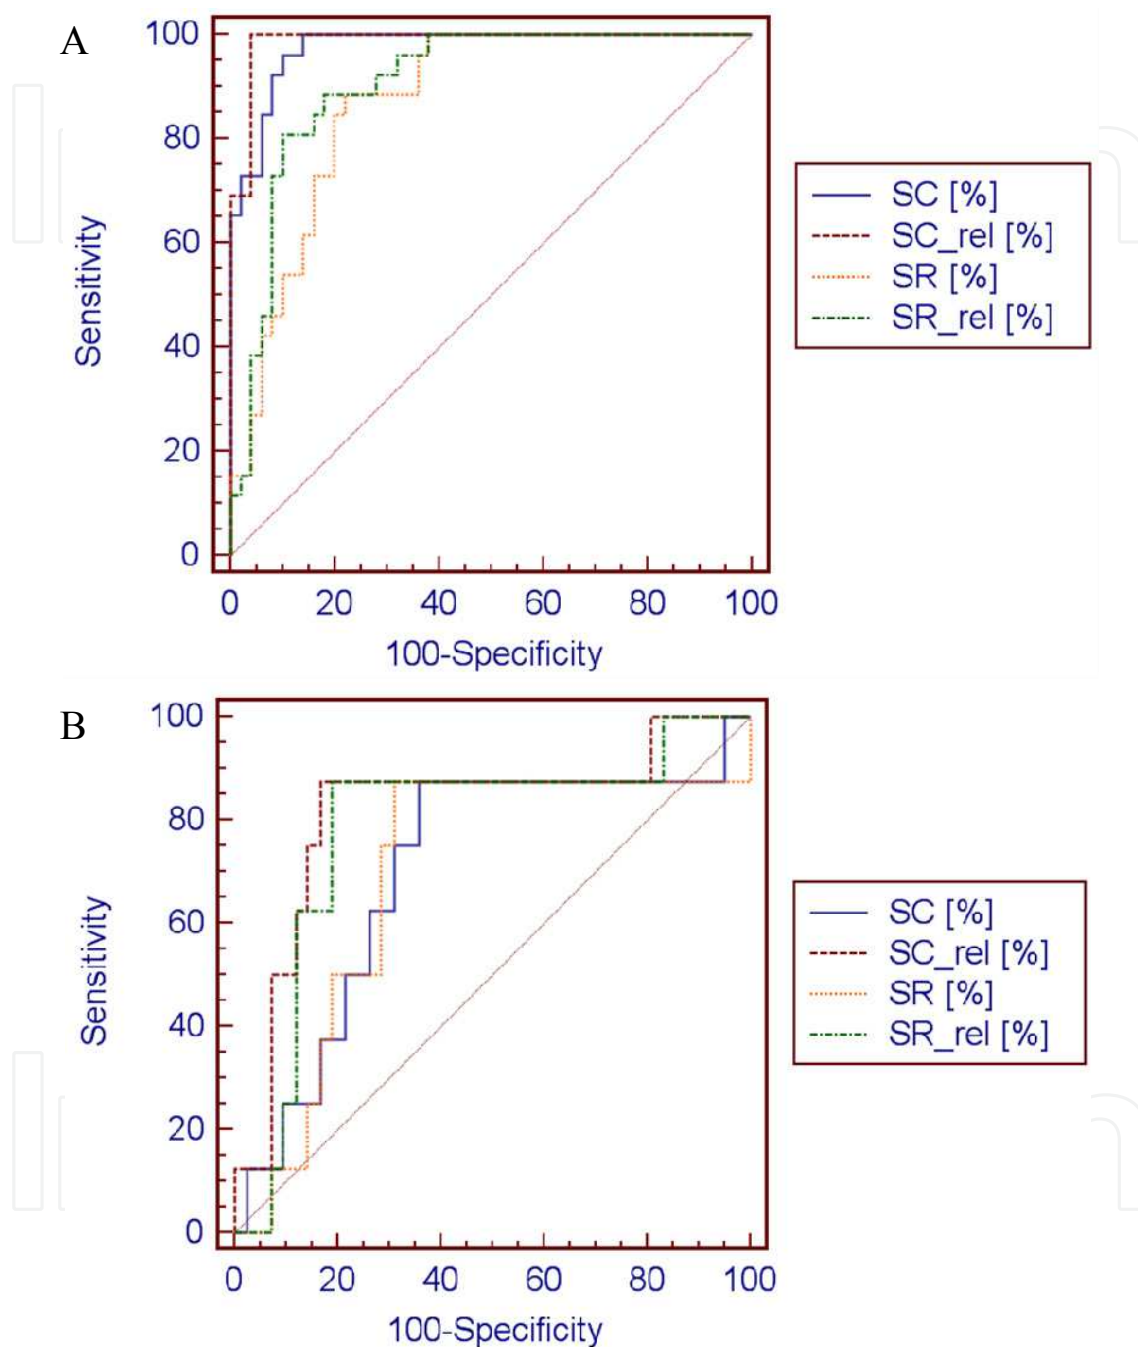 A
100
80
60
40
20
0
Sensitivity
0 20 40 60 80 100
100-Specificity
SC [%]
SC_rel [%]
SR [%]
SR_rel [%]
B
100
80
60
40
20
0
Sensitivity
0 20 40 60 80 100
100-Specificity
SC [%]
SC_rel [%]
SR [%]
SR_rel [%]